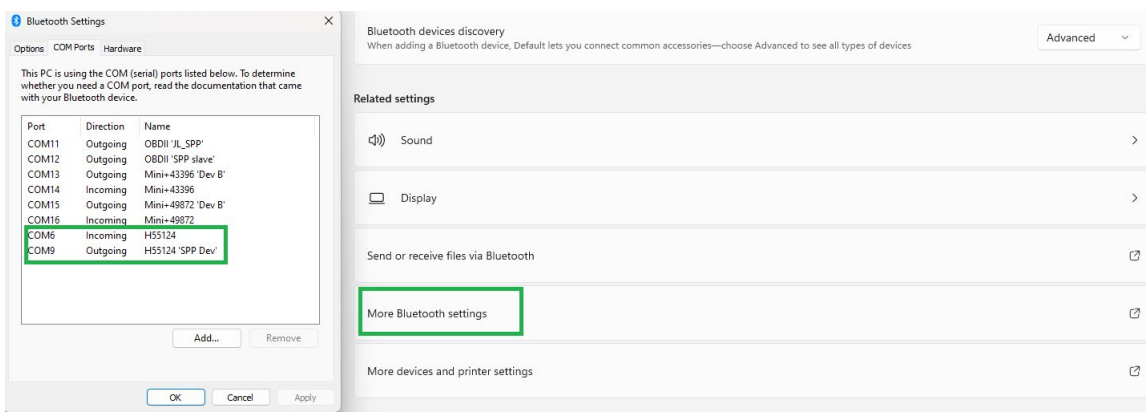 Bluetooth Settings
Options COM Ports Hardware
This PC is using the COM (serial) ports listed below. To determine
whether you need a COM port, read the documentation that came
with your Bluetooth device.
Port Direction Name
COM11 Outgoing OBDII 'JL_SPP'
COM12 Outgoing OBDII 'SPP slave'
COM13 Outgoing Mini+43396 'Dev B'
COM14 Incoming Mini+43396
COM15 Outgoing Mini+49872 'Dev B'
COM16 Incoming Mini+49872
COM6 Incoming H55124
COM9 Outgoing H55124 'SPP Dev'
Add... Remove
OK Cancel Apply
Bluetooth devices discovery
When adding a Bluetooth device, Default lets you connect common accessories—choose Advanced to see all types of devices
Advanced
Related settings
Sound
Display
Send or receive files via Bluetooth
More Bluetooth settings
More devices and printer settings